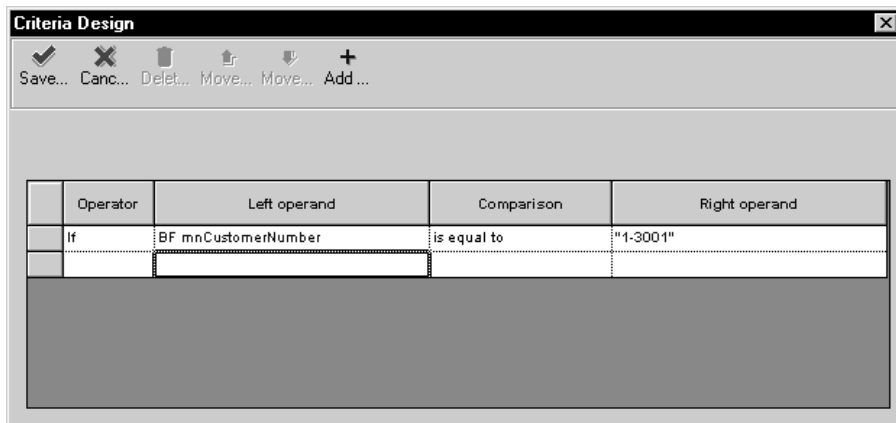 Criteria Design
Save... Canc... Delet... Move... Move... Add ...
Operator Left operand Comparison Right operand
If BF mnCustomerNumber is equal to "1-3001"